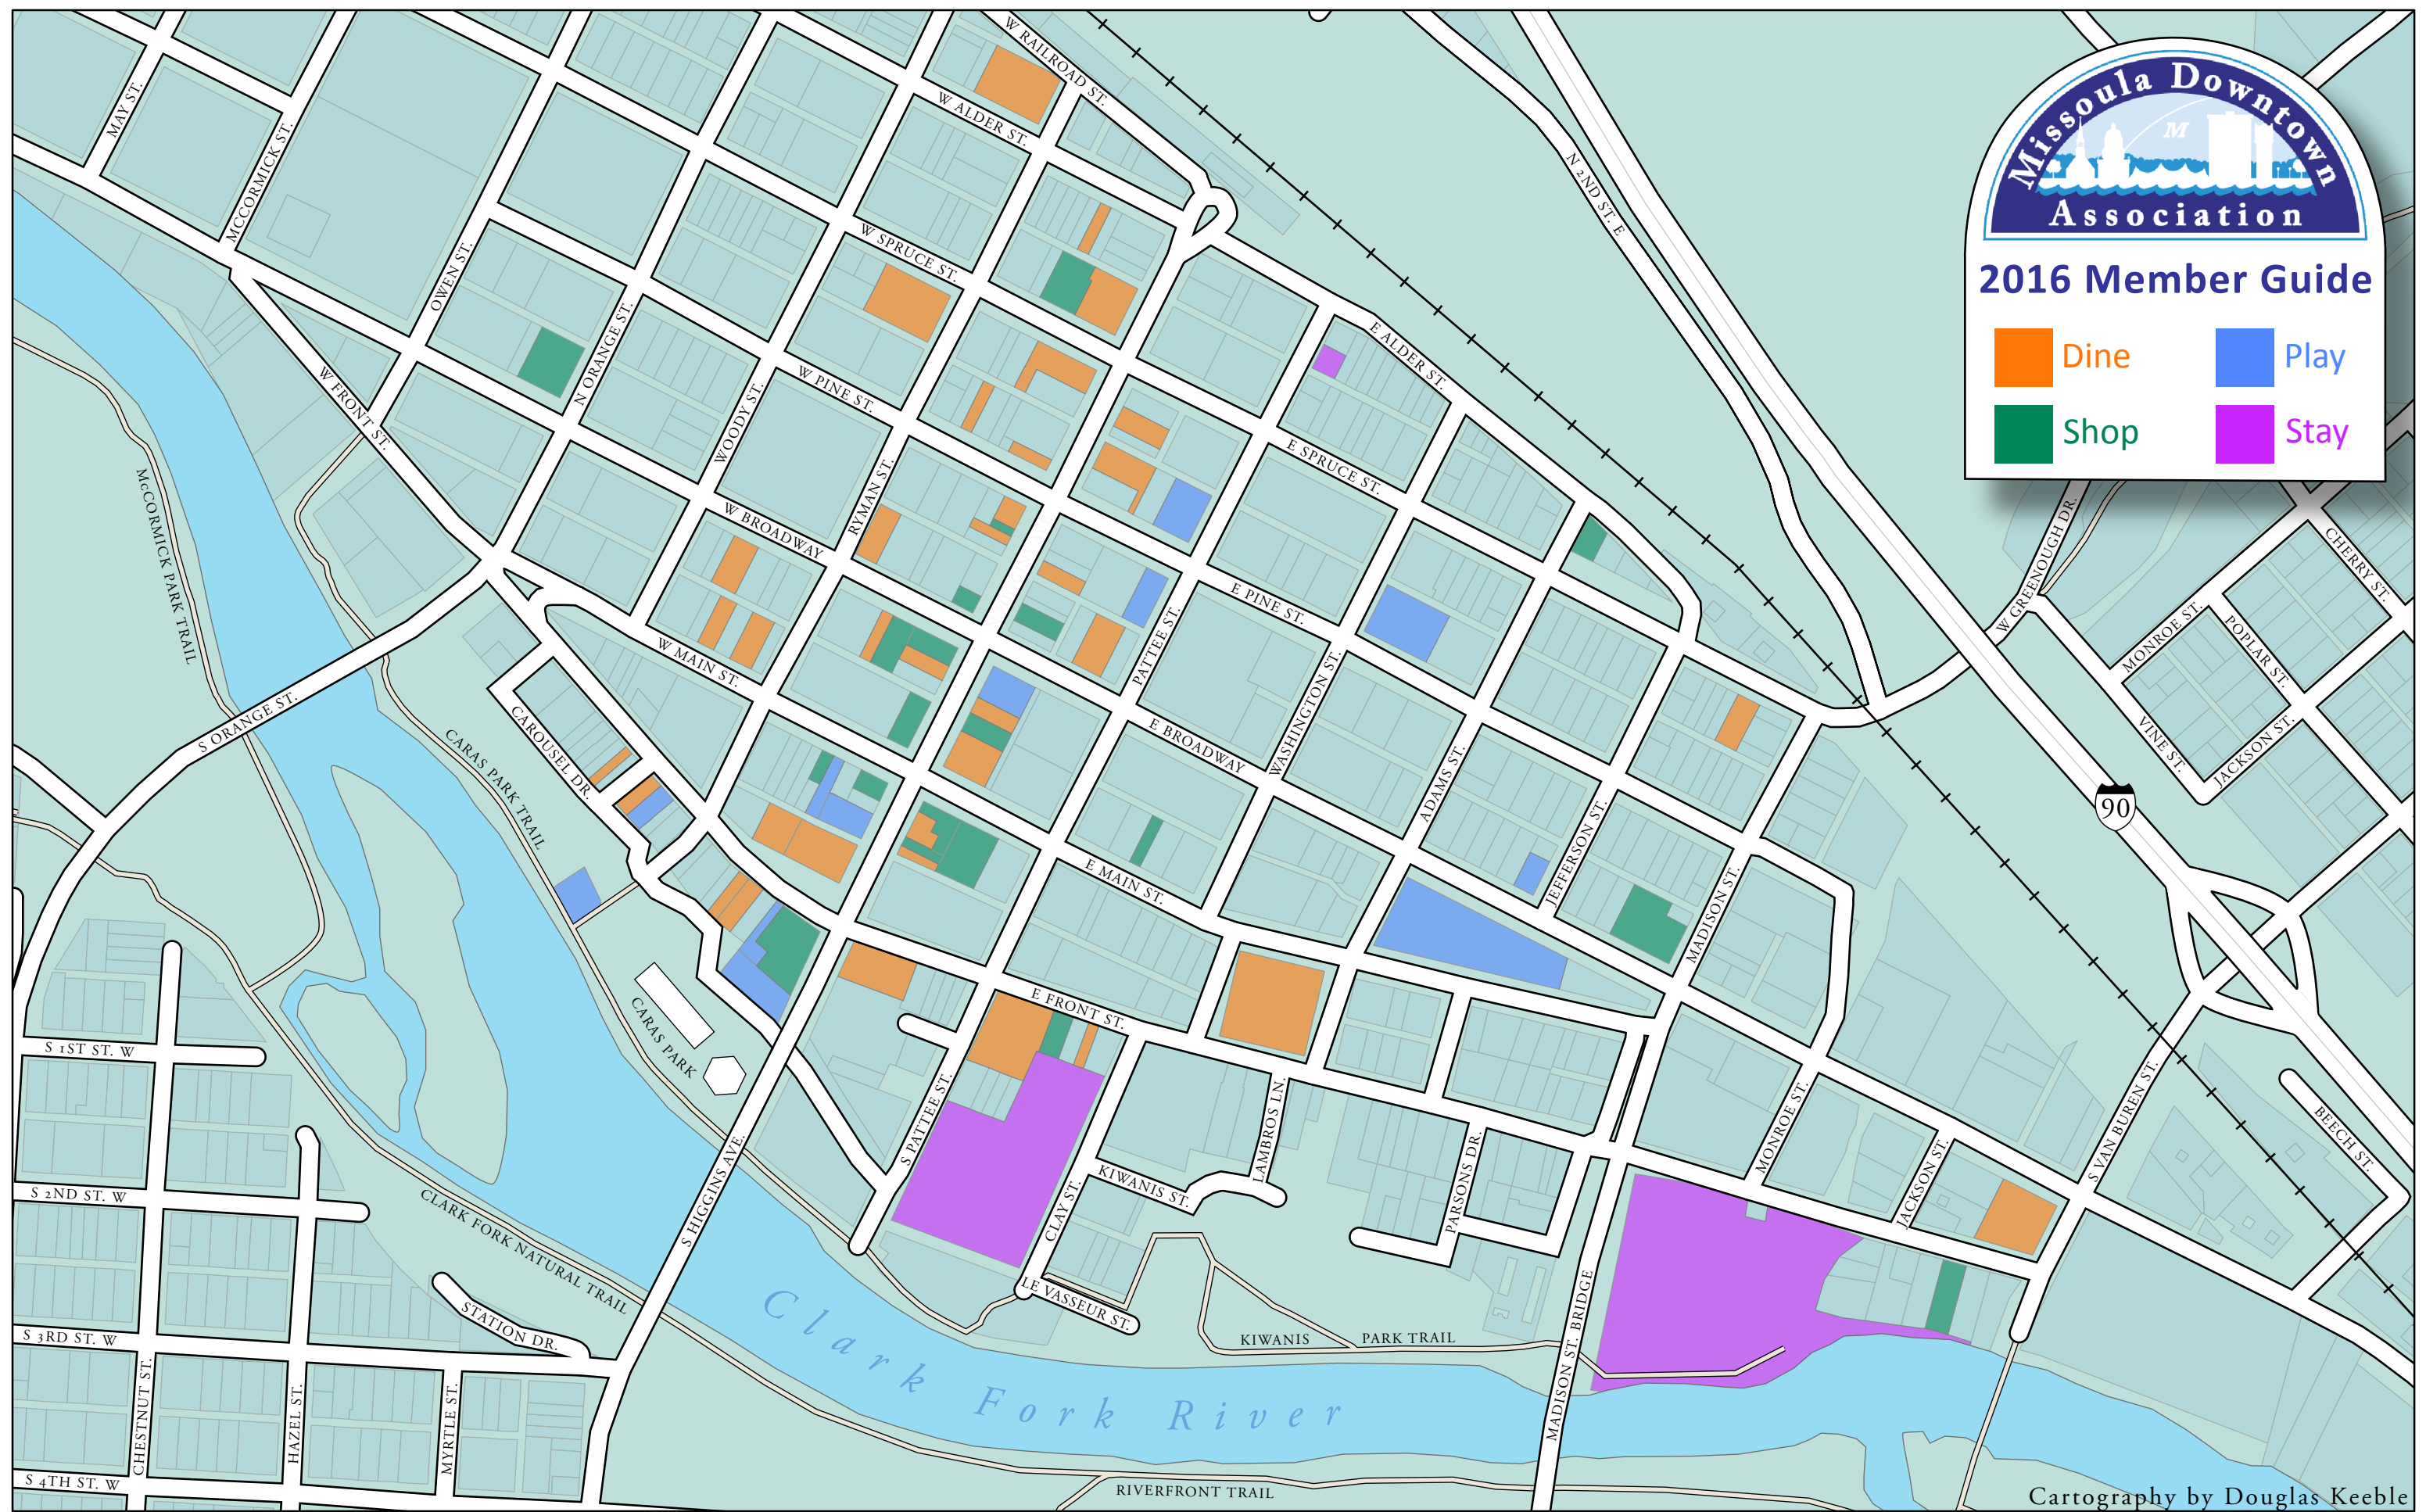 Missoula Downtown
M
Association
2016 Member Guide
Dine
Play
Shop
Stay
W RAILROAD ST.
W ALDER ST.
MAY ST.
MCCORMICK ST.
OWEN ST.
N ORANGE ST.
W SPRUCE ST.
N 2ND ST. E
E ALDER ST.
W FRONT ST.
WOODY ST.
W PINE ST.
RYMAN ST.
E SPRUCE ST.
W BROADWAY
MCCORMICK PARK TRAIL
W GREENOUGH DR.
CHERRY ST.
MONROE ST.
POPLAR ST.
VINE ST.
JACKSON ST.
E PINE ST.
PATTEE ST.
WASHINGTON ST.
W MAIN ST.
S ORANGE ST.
CAROUSEL DR.
CARAS PARK TRAIL
E BROADWAY
ADAMS ST.
JEFFERSON ST.
MADISON ST.
90
E MAIN ST.
CARAS PARK
E FRONT ST.
S 1ST ST. W
S PATTEE ST.
S HIGGINS AVE.
LAMBROS LN.
KIWANIS ST.
CLAY ST.
PARSONS DR.
MONROE ST.
JACKSON ST.
S VAN BUREN ST.
BEECH ST.
S 2ND ST. W
CLARK FORK NATURAL TRAIL
LE VASSEUR ST.
STATION DR.
S 3RD ST. W
KIWANIS PARK TRAIL
MADISON ST. BRIDGE
Clark Fork River
CHESTNUT ST.
HAZEL ST.
MYRTLE ST.
S 4TH ST. W
RIVERFRONT TRAIL
Cartography by Douglas Keeble